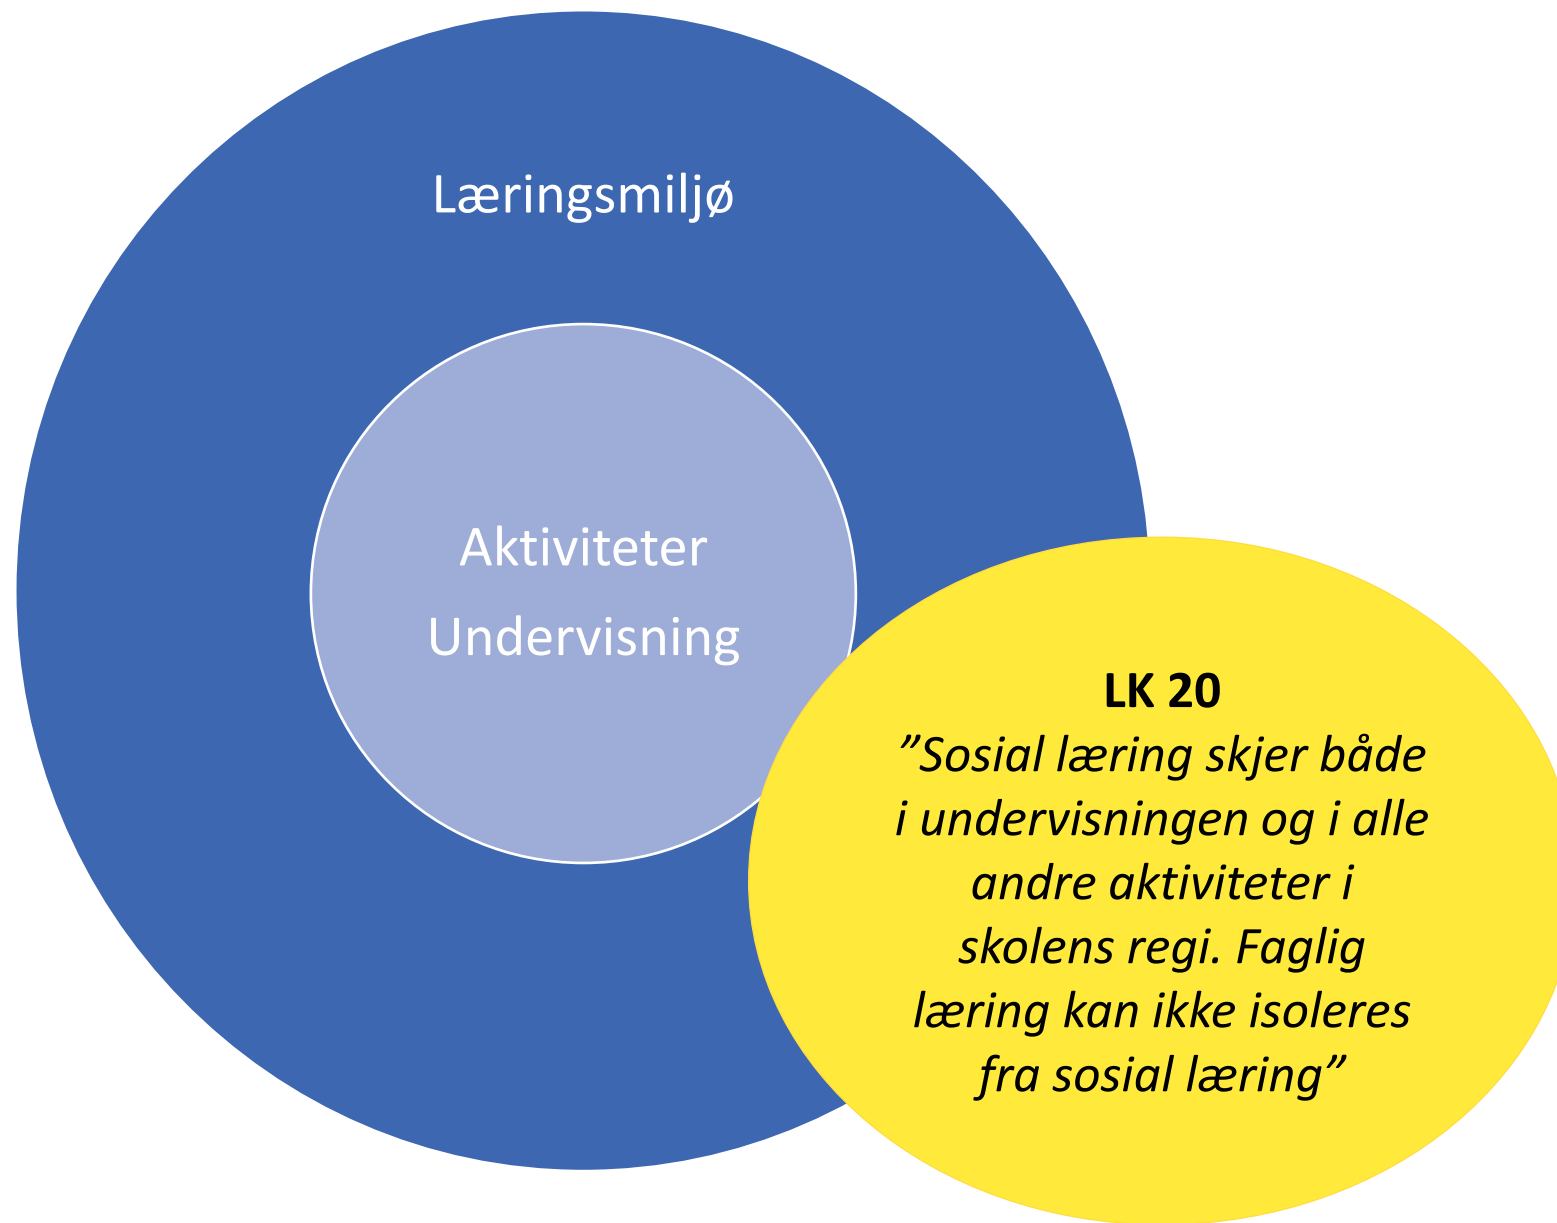 Læringsmiljø
Aktiviteter
Undervisning
LK 20
”Sosial læring skjer både
i undervisningen og i alle
andre aktiviteter i
skolens regi. Faglig
læring kan ikke isoleres
fra sosial læring”